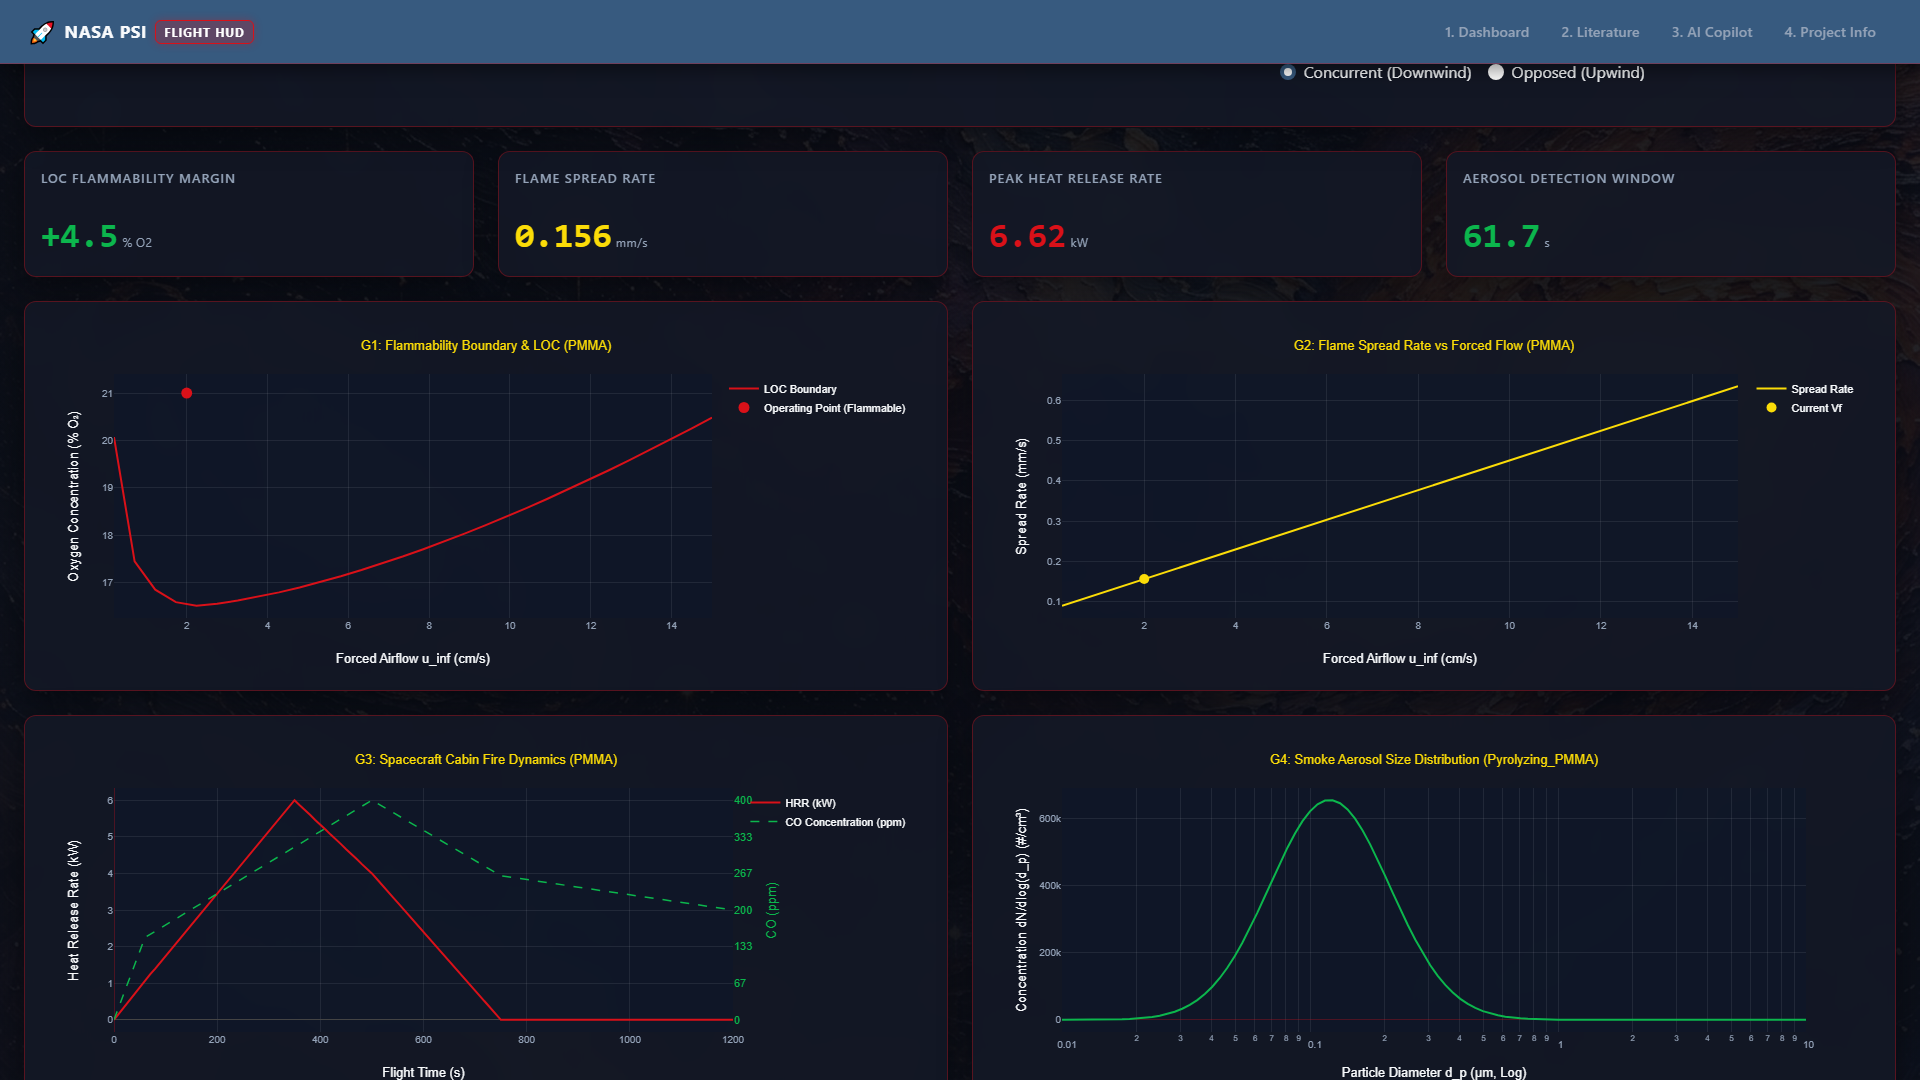 NASA PSI FLIGHT HUD
1. Dashboard 2. Literature 3. AI Copilot 4. Project Info
Concurrent (Downwind) Opposed (Upwind)
LOC FLAMMABILITY MARGIN
+4.5 % O2
FLAME SPREAD RATE
0.156 mm/s
PEAK HEAT RELEASE RATE
6.62 kW
AEROSOL DETECTION WINDOW
61.7 s
G1: Flammability Boundary & LOC (PMMA)
LOC Boundary
Operating Point (Flammable)
Oxygen Concentration (% O₂)
21
20
19
18
17
2 4 6 8 10 12 14
Forced Airflow u_inf (cm/s)
G2: Flame Spread Rate vs Forced Flow (PMMA)
Spread Rate
Current Vf
Spread Rate (mm/s)
0.6
0.5
0.4
0.3
0.2
0.1
2 4 6 8 10 12 14
Forced Airflow u_inf (cm/s)
G3: Spacecraft Cabin Fire Dynamics (PMMA)
HRR (kW)
CO Concentration (ppm)
Heat Release Rate (kW)
6
5
4
3
2
1
0
400
333
267
200
133
67
0
CO (ppm)
0 200 400 600 800 1000 1200
Flight Time (s)
G4: Smoke Aerosol Size Distribution (Pyrolyzing_PMMA)
Concentration dN/dlog(d_p) (#/cm³)
600k
400k
200k
0
0.01 2 3 4 5 6 7 8 9 0.1 2 3 4 5 6 7 8 9 1 2 3 4 5 6 7 8 9 10
Particle Diameter d_p (μm, Log)